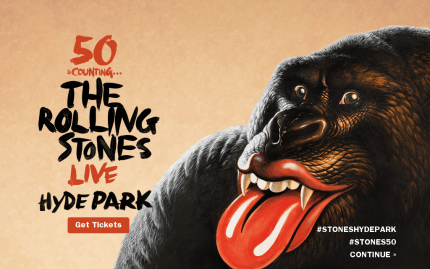 50
& COUNTING...
THE
ROLLING
STONES
LIVE
HYDE PARK
Get Tickets
#STONESHYDEPARK
#STONES50
CONTINUE »